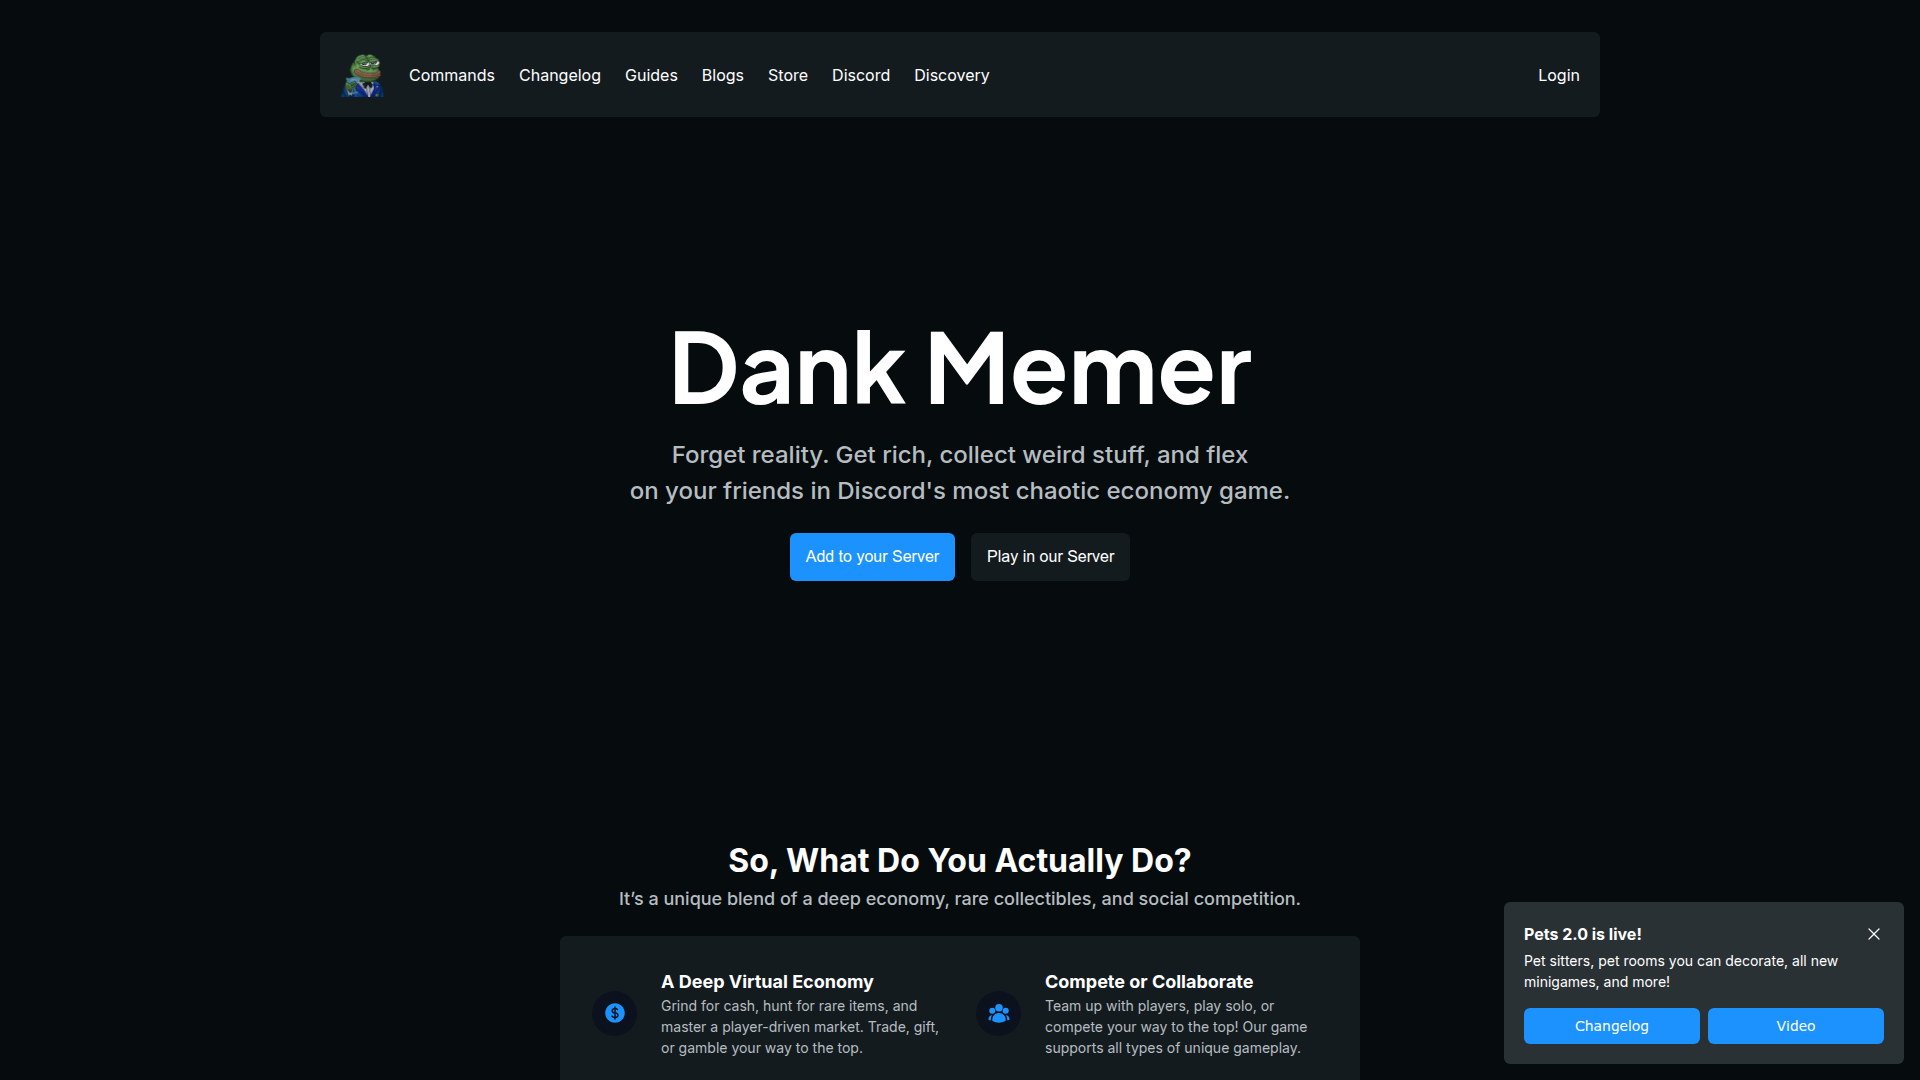 Commands
Changelog
Guides
Blogs
Store
Discord
Discovery
Login
Dank Memer
Forget reality. Get rich, collect weird stuff, and flex
on your friends in Discord's most chaotic economy game.
Add to your Server
Play in our Server
So, What Do You Actually Do?
It’s a unique blend of a deep economy, rare collectibles, and social competition.
A Deep Virtual Economy
Grind for cash, hunt for rare items, and
master a player-driven market. Trade, gift,
or gamble your way to the top.
Compete or Collaborate
Team up with players, play solo, or
compete your way to the top! Our game
supports all types of unique gameplay.
Pets 2.0 is live!
Pet sitters, pet rooms you can decorate, all new
minigames, and more!
Changelog
Video